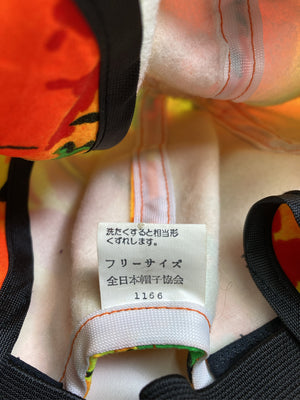 洗たくすると相当形
くずれします。
フリーサイズ
全日本帽子協会
1166